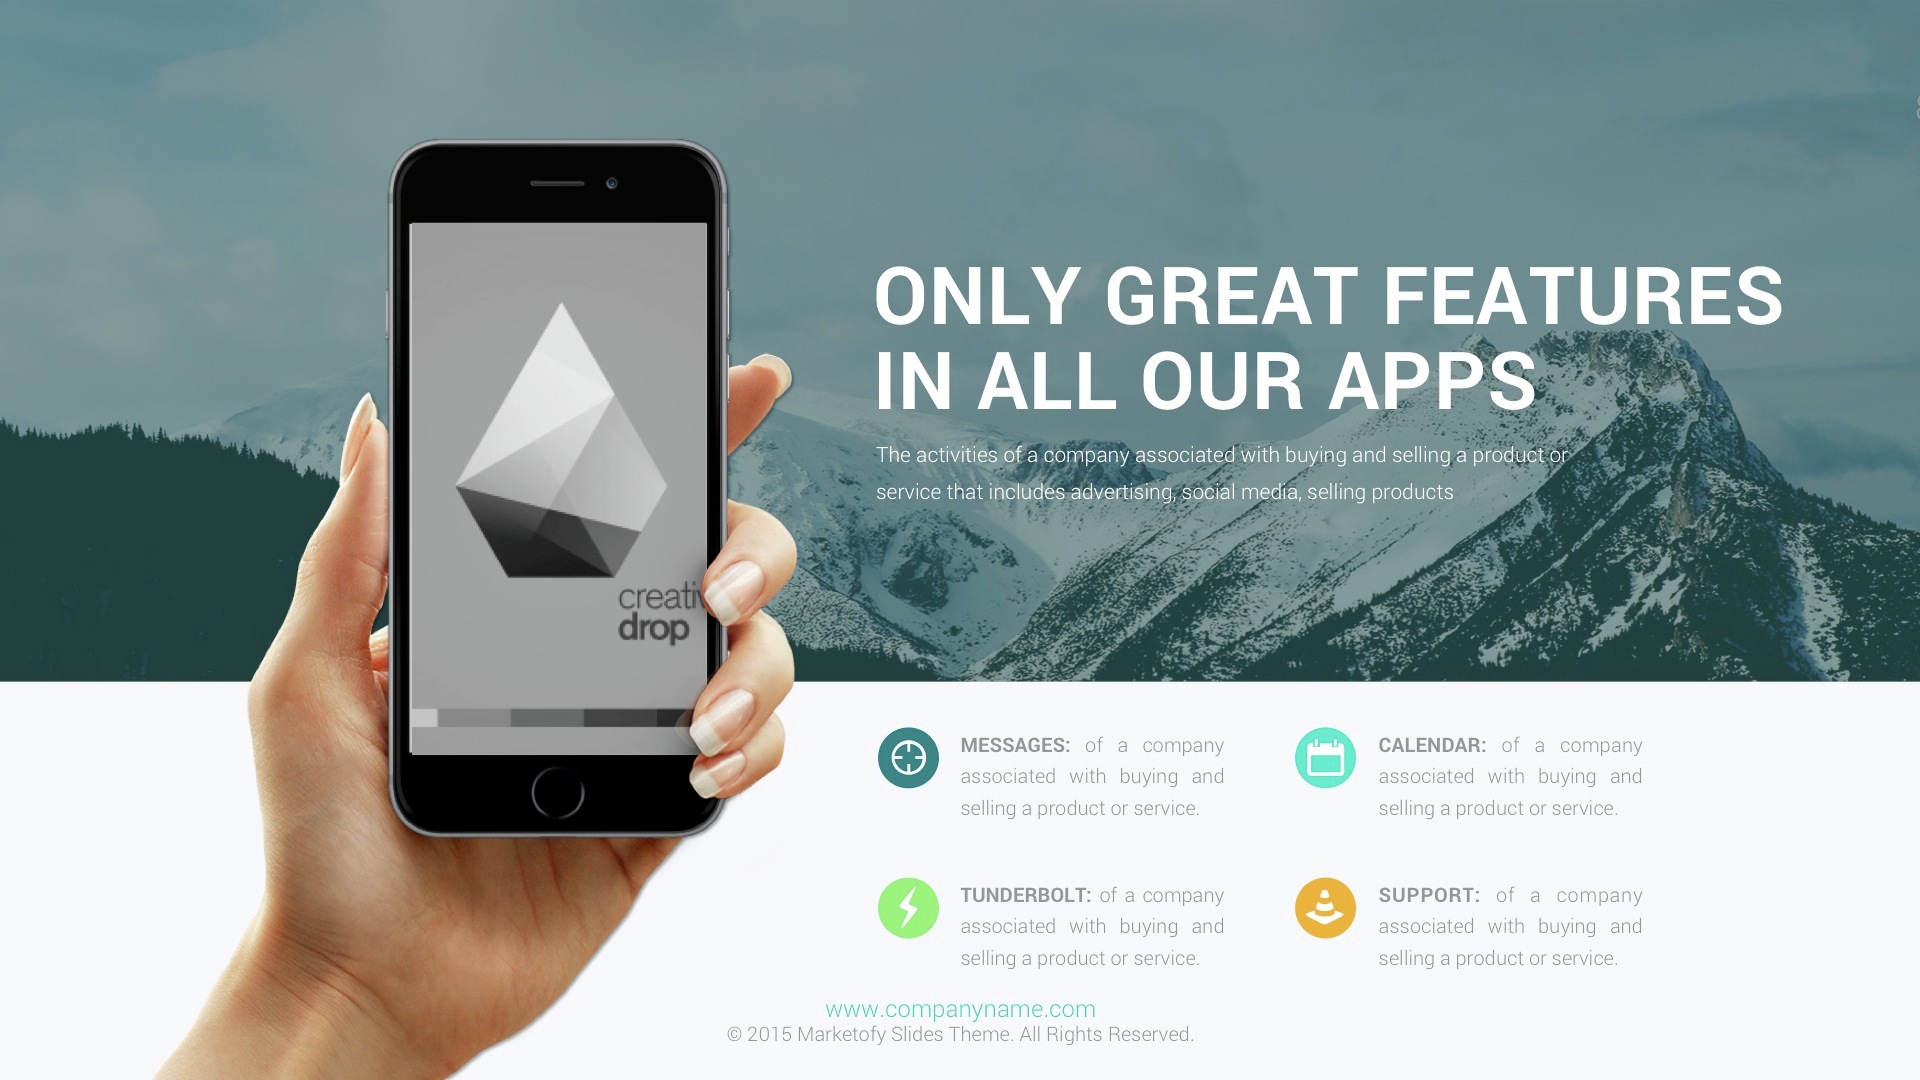 ONLY GREAT FEATURES
IN ALL OUR APPS
The activities of a company associated with buying and selling a product or
service that includes advertising, social media, selling products
drop
MESSAGES: of a company
associated with buying and
selling a product or service.
CALENDAR: of a company
associated with buying and
selling a product or service.
TUNDERBOLT: of a company
associated with buying and
selling a product or service.
SUPPORT: of a company
associated with buying and
selling a product or service.
www.companyname.com
© 2015 Marketofy Slides Theme. All Rights Reserved.